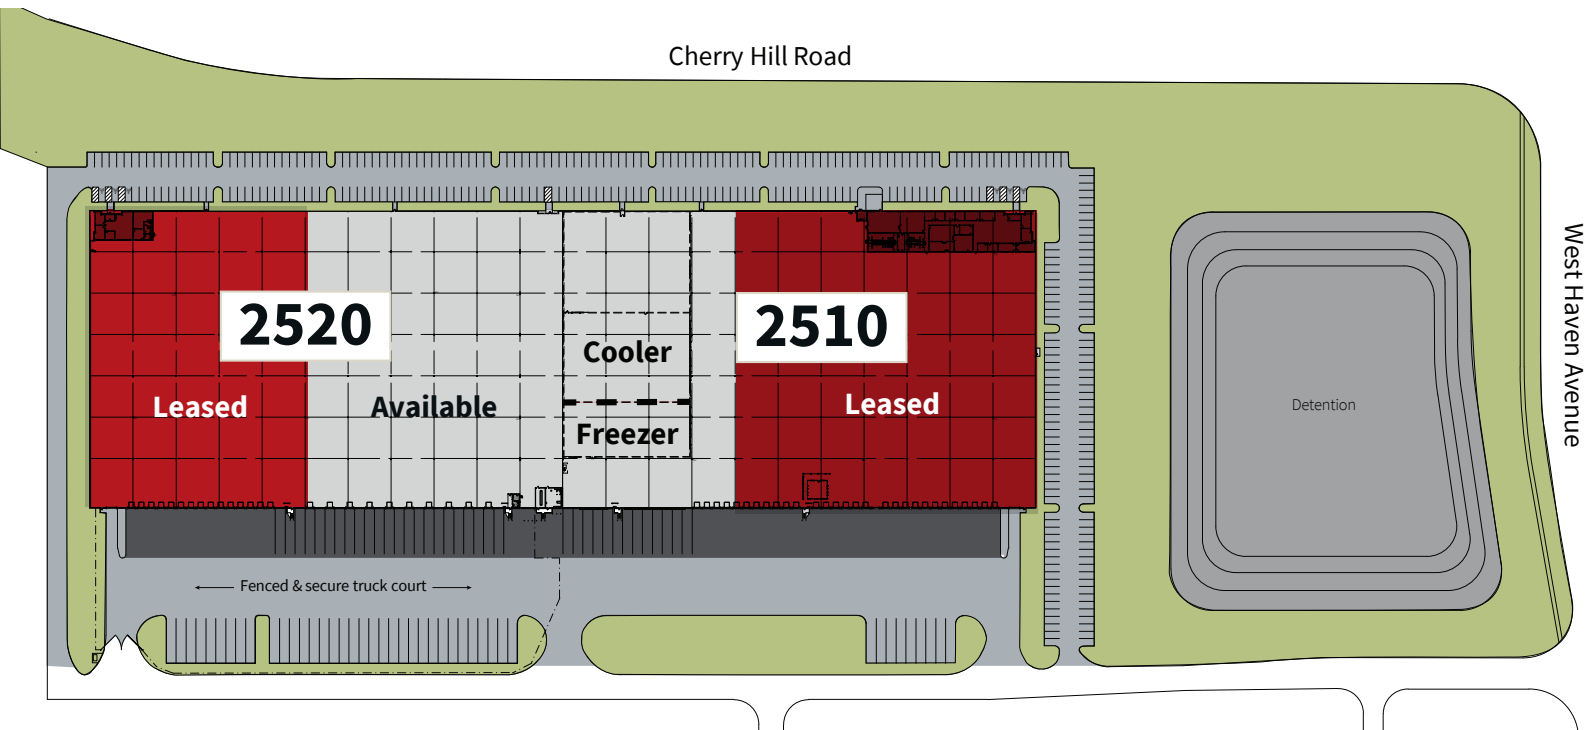 Cherry Hill Road
West Haven Avenue
2520
2510
Cooler
Leased
Available
Leased
Freezer
Detention
Fenced & secure truck court